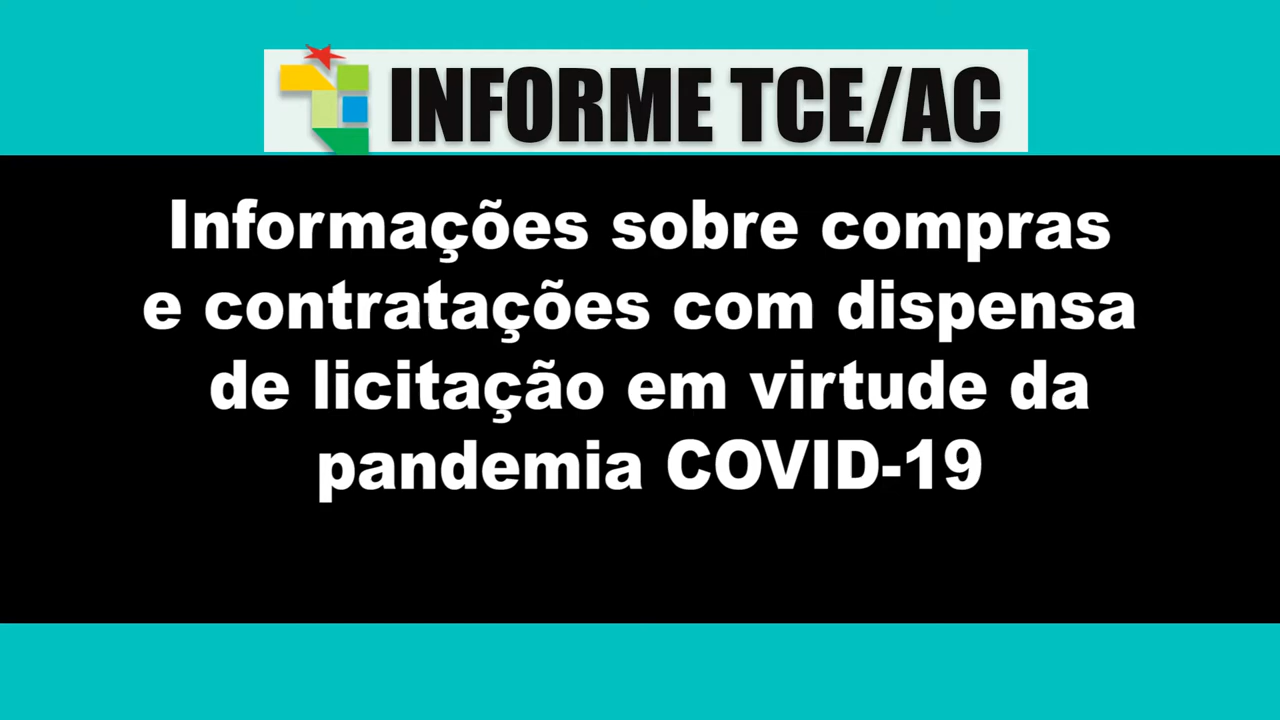 INFORME TCE/AC
Informações sobre compras
e contratações com dispensa
de licitação em virtude da
pandemia COVID-19